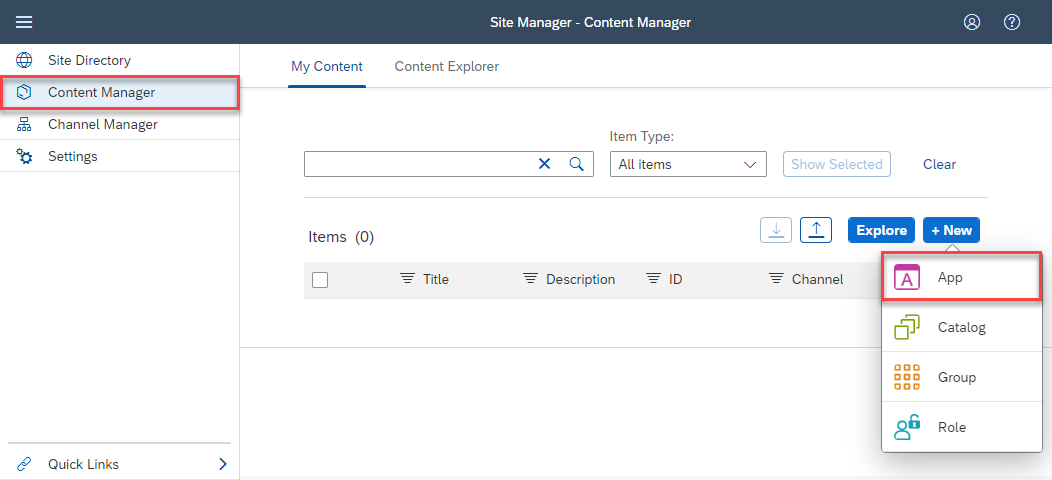 Site Manager - Content Manager
Site Directory
Content Manager
Channel Manager
Settings
My Content
Content Explorer
Item Type:
All items
Show Selected
Clear
Items (0)
Explore
+ New
Title
Description
ID
Channel
A
App
Catalog
Group
Role
Quick Links